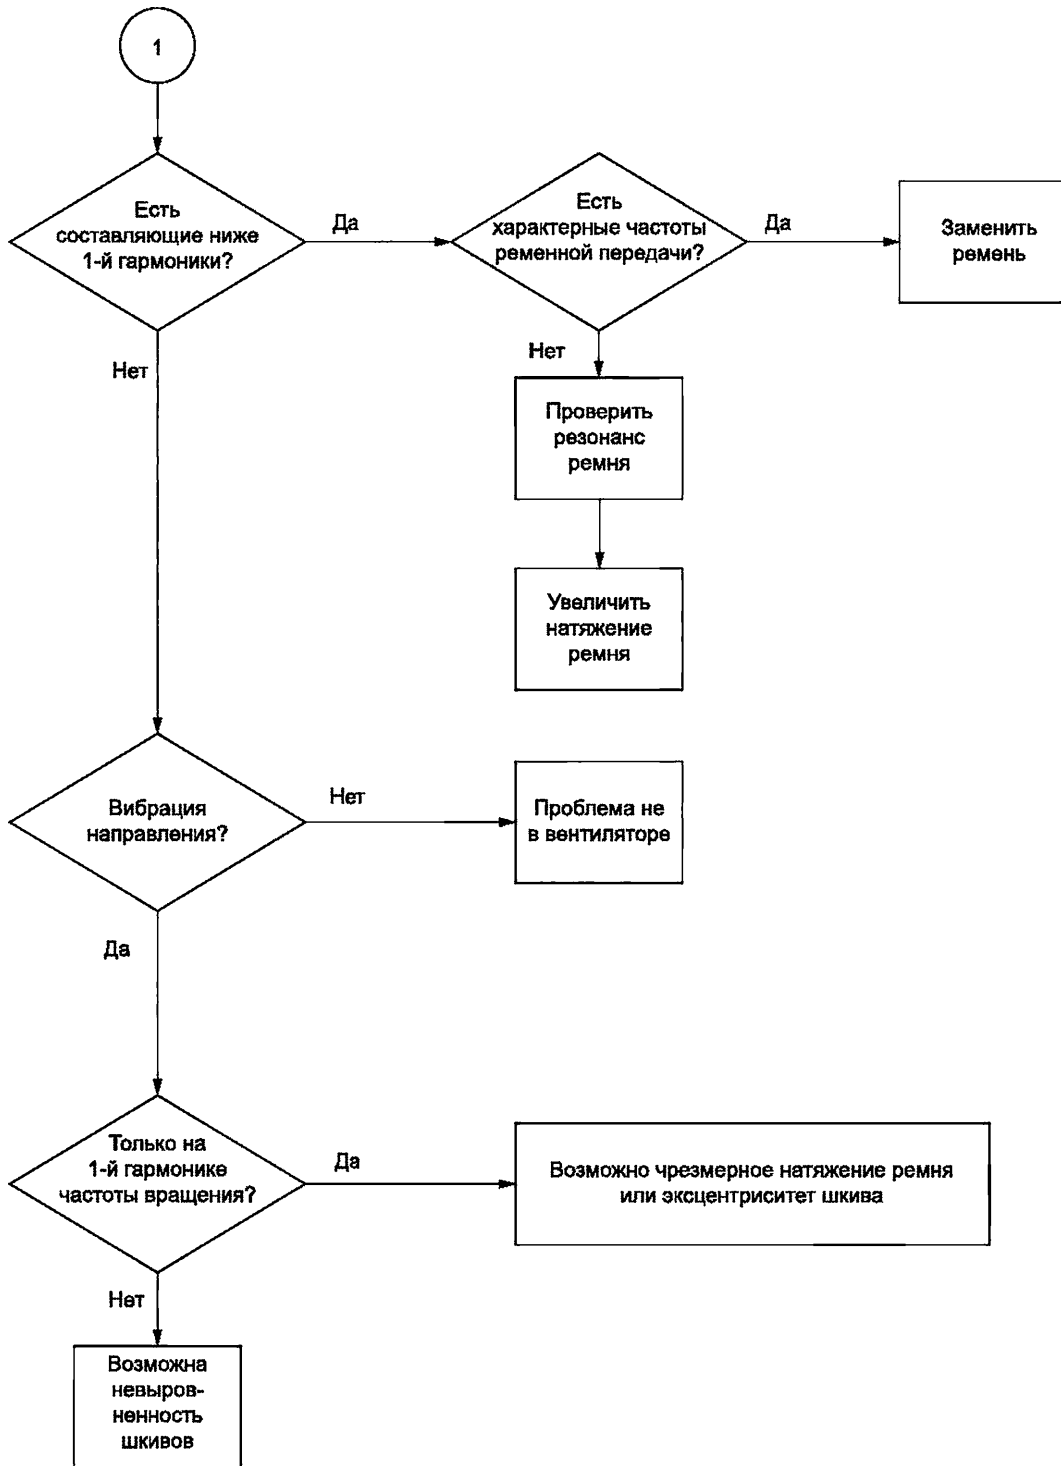 1
Есть
составляющие ниже
1-й гармоники?
Да
Есть
характерные частоты
ременной передачи?
Да
Заменить
ремень
Нет
Нет
Проверить
резонанс
ремня
Увеличить
натяжение
ремня
Вибрация
направления?
Нет
Проблема не
в вентиляторе
Да
Только на
1-й гармонике
частоты вращения?
Да
Возможно чрезмерное натяжение ремня
или эксцентриситет шкива
Нет
Возможна
невыров-
ненность
шкивов